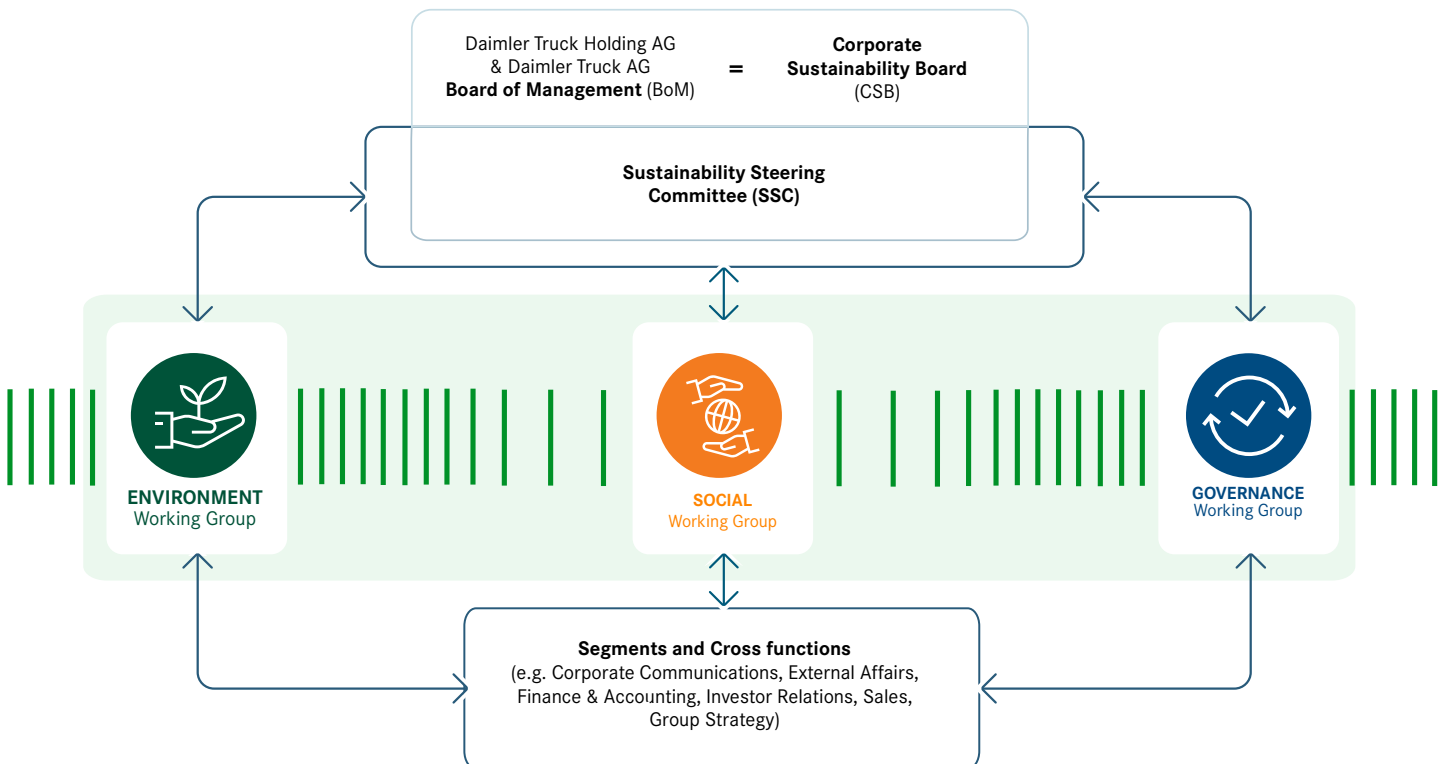 Daimler Truck Holding AG
& Daimler Truck AG
Board of Management (BoM)
=
Corporate
Sustainability Board
(CSB)
Sustainability Steering
Committee (SSC)
ENVIRONMENT
Working Group
SOCIAL
Working Group
GOVERNANCE
Working Group
Segments and Cross functions
(e.g. Corporate Communications, External Affairs,
Finance & Accounting, Investor Relations, Sales,
Group Strategy)